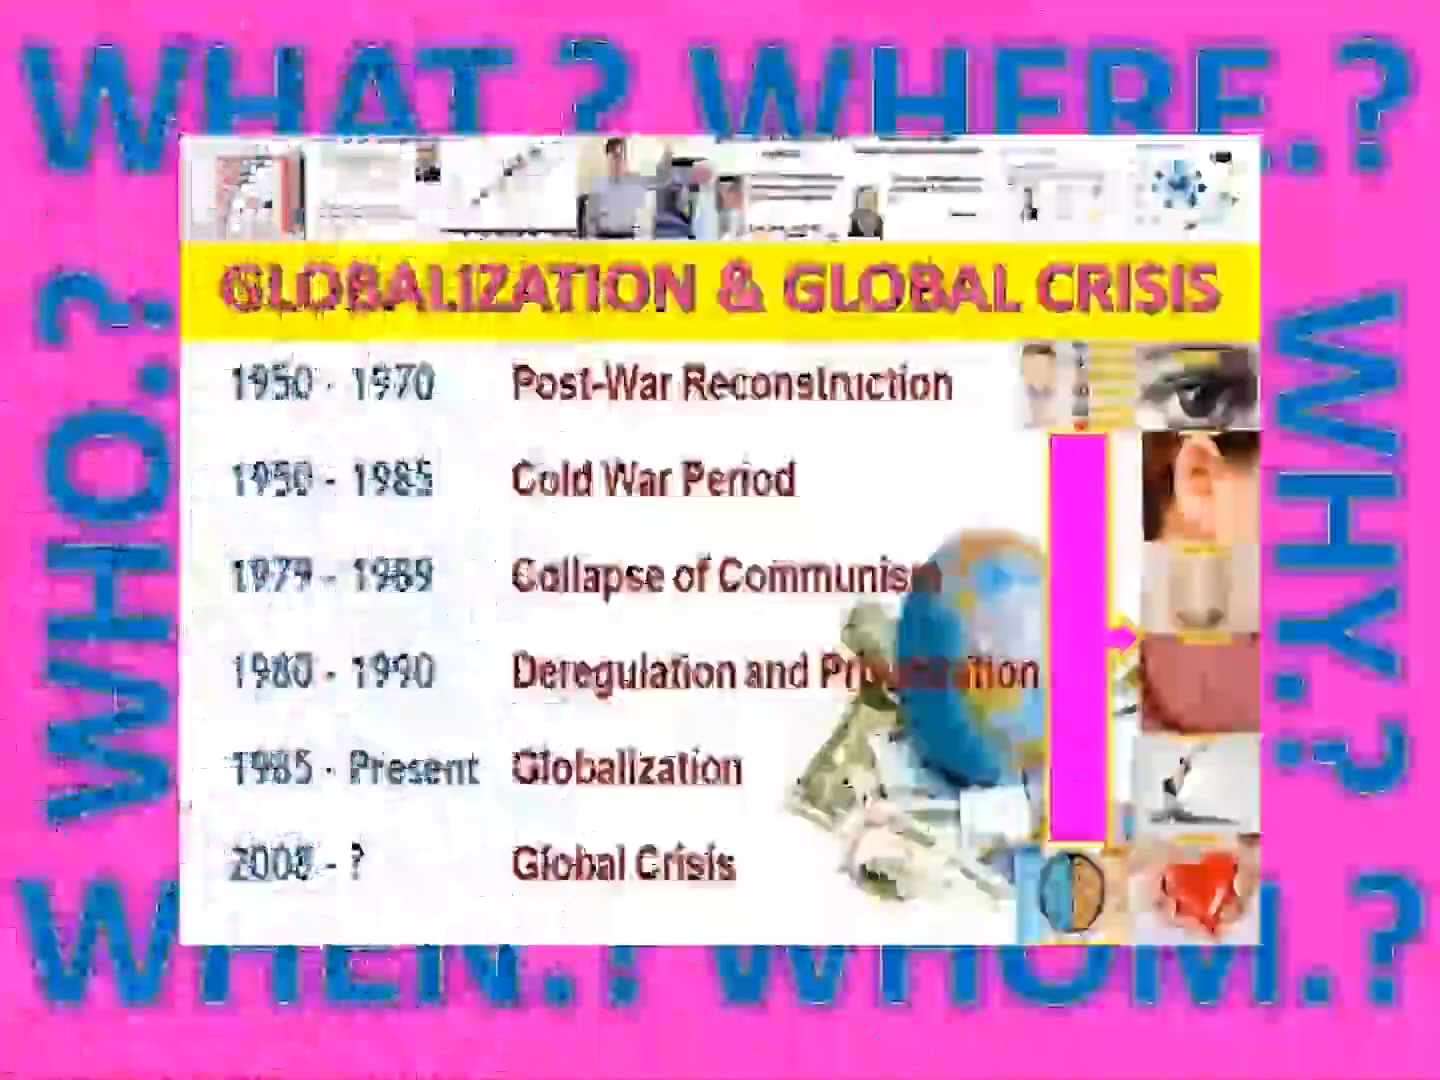 WHAT ? WHERE.?
WHO.?
WHY.?
GLOBALIZATION & GLOBAL CRISIS
1950 - 1970 Post-War Reconstruction
1950 - 1985 Cold War Period
1979 - 1989 Collapse of Communism
1980 - 1990 Deregulation and Privatization
1985 - Present Globalization
2008 - ? Global Crisis
WHEN.? WHOM.?